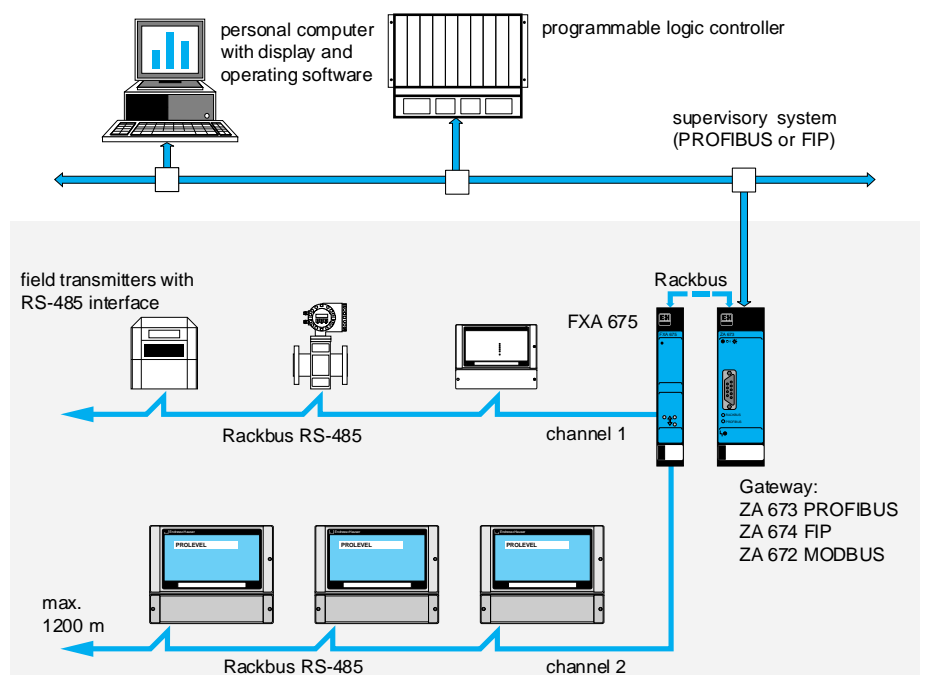 personal computer
with display and
operating software
programmable logic controller
supervisory system
(PROFIBUS or FIP)
field transmitters with
RS-485 interface
Rackbus
FXA 675
Rackbus RS-485
channel 1
Gateway:
ZA 673 PROFIBUS
ZA 674 FIP
ZA 672 MODBUS
PROLEVEL
PROLEVEL
PROLEVEL
max.
1200 m
Rackbus RS-485
channel 2